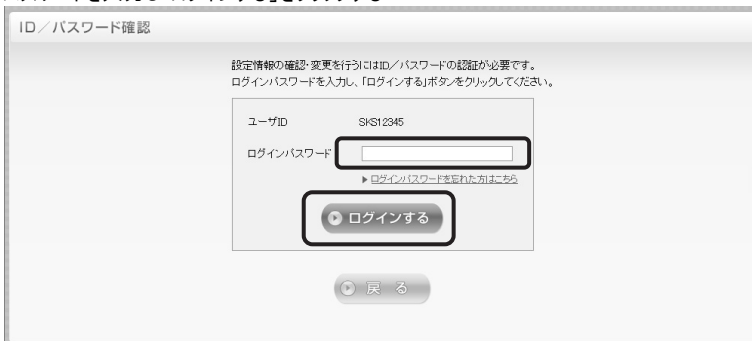 ID／パスワード確認
設定情報の確認・変更を行うにはID／パスワードの認証が必要です。
ログインパスワードを入力し、「ログインする」ボタンをクリックしてください。
ユーザID SKS12345
ログインパスワード
▶ログインパスワードを忘れた方はこちら
ログインする
戻る